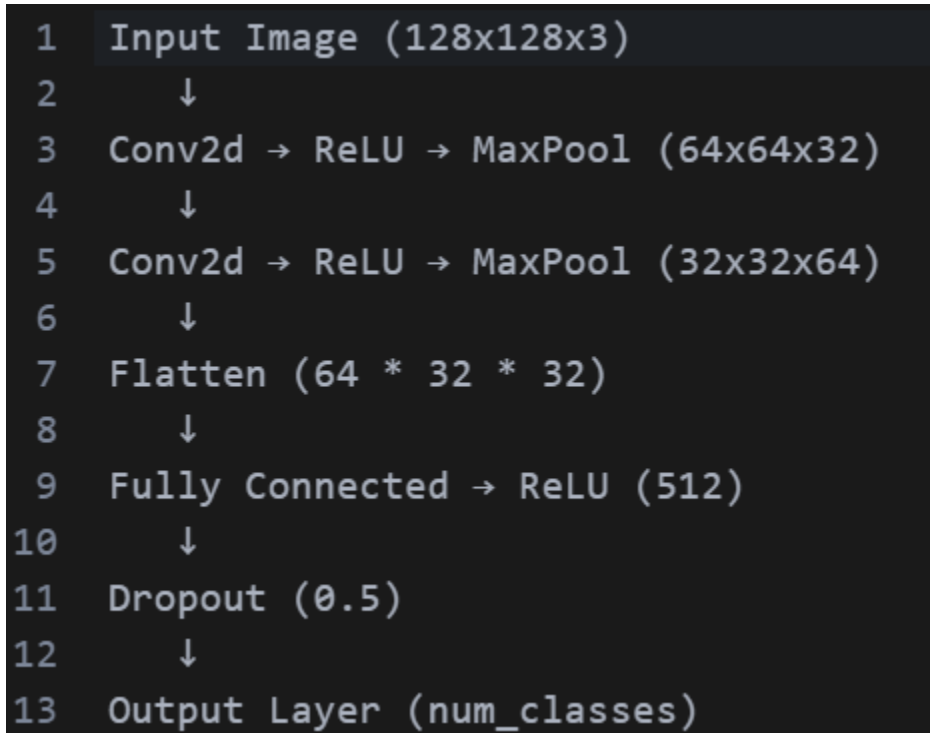 1 Input Image (128x128x3)
2 ↓
3 Conv2d → ReLU → MaxPool (64x64x32)
4 ↓
5 Conv2d → ReLU → MaxPool (32x32x64)
6 ↓
7 Flatten (64 * 32 * 32)
8 ↓
9 Fully Connected → ReLU (512)
10 ↓
11 Dropout (0.5)
12 ↓
13 Output Layer (num_classes)